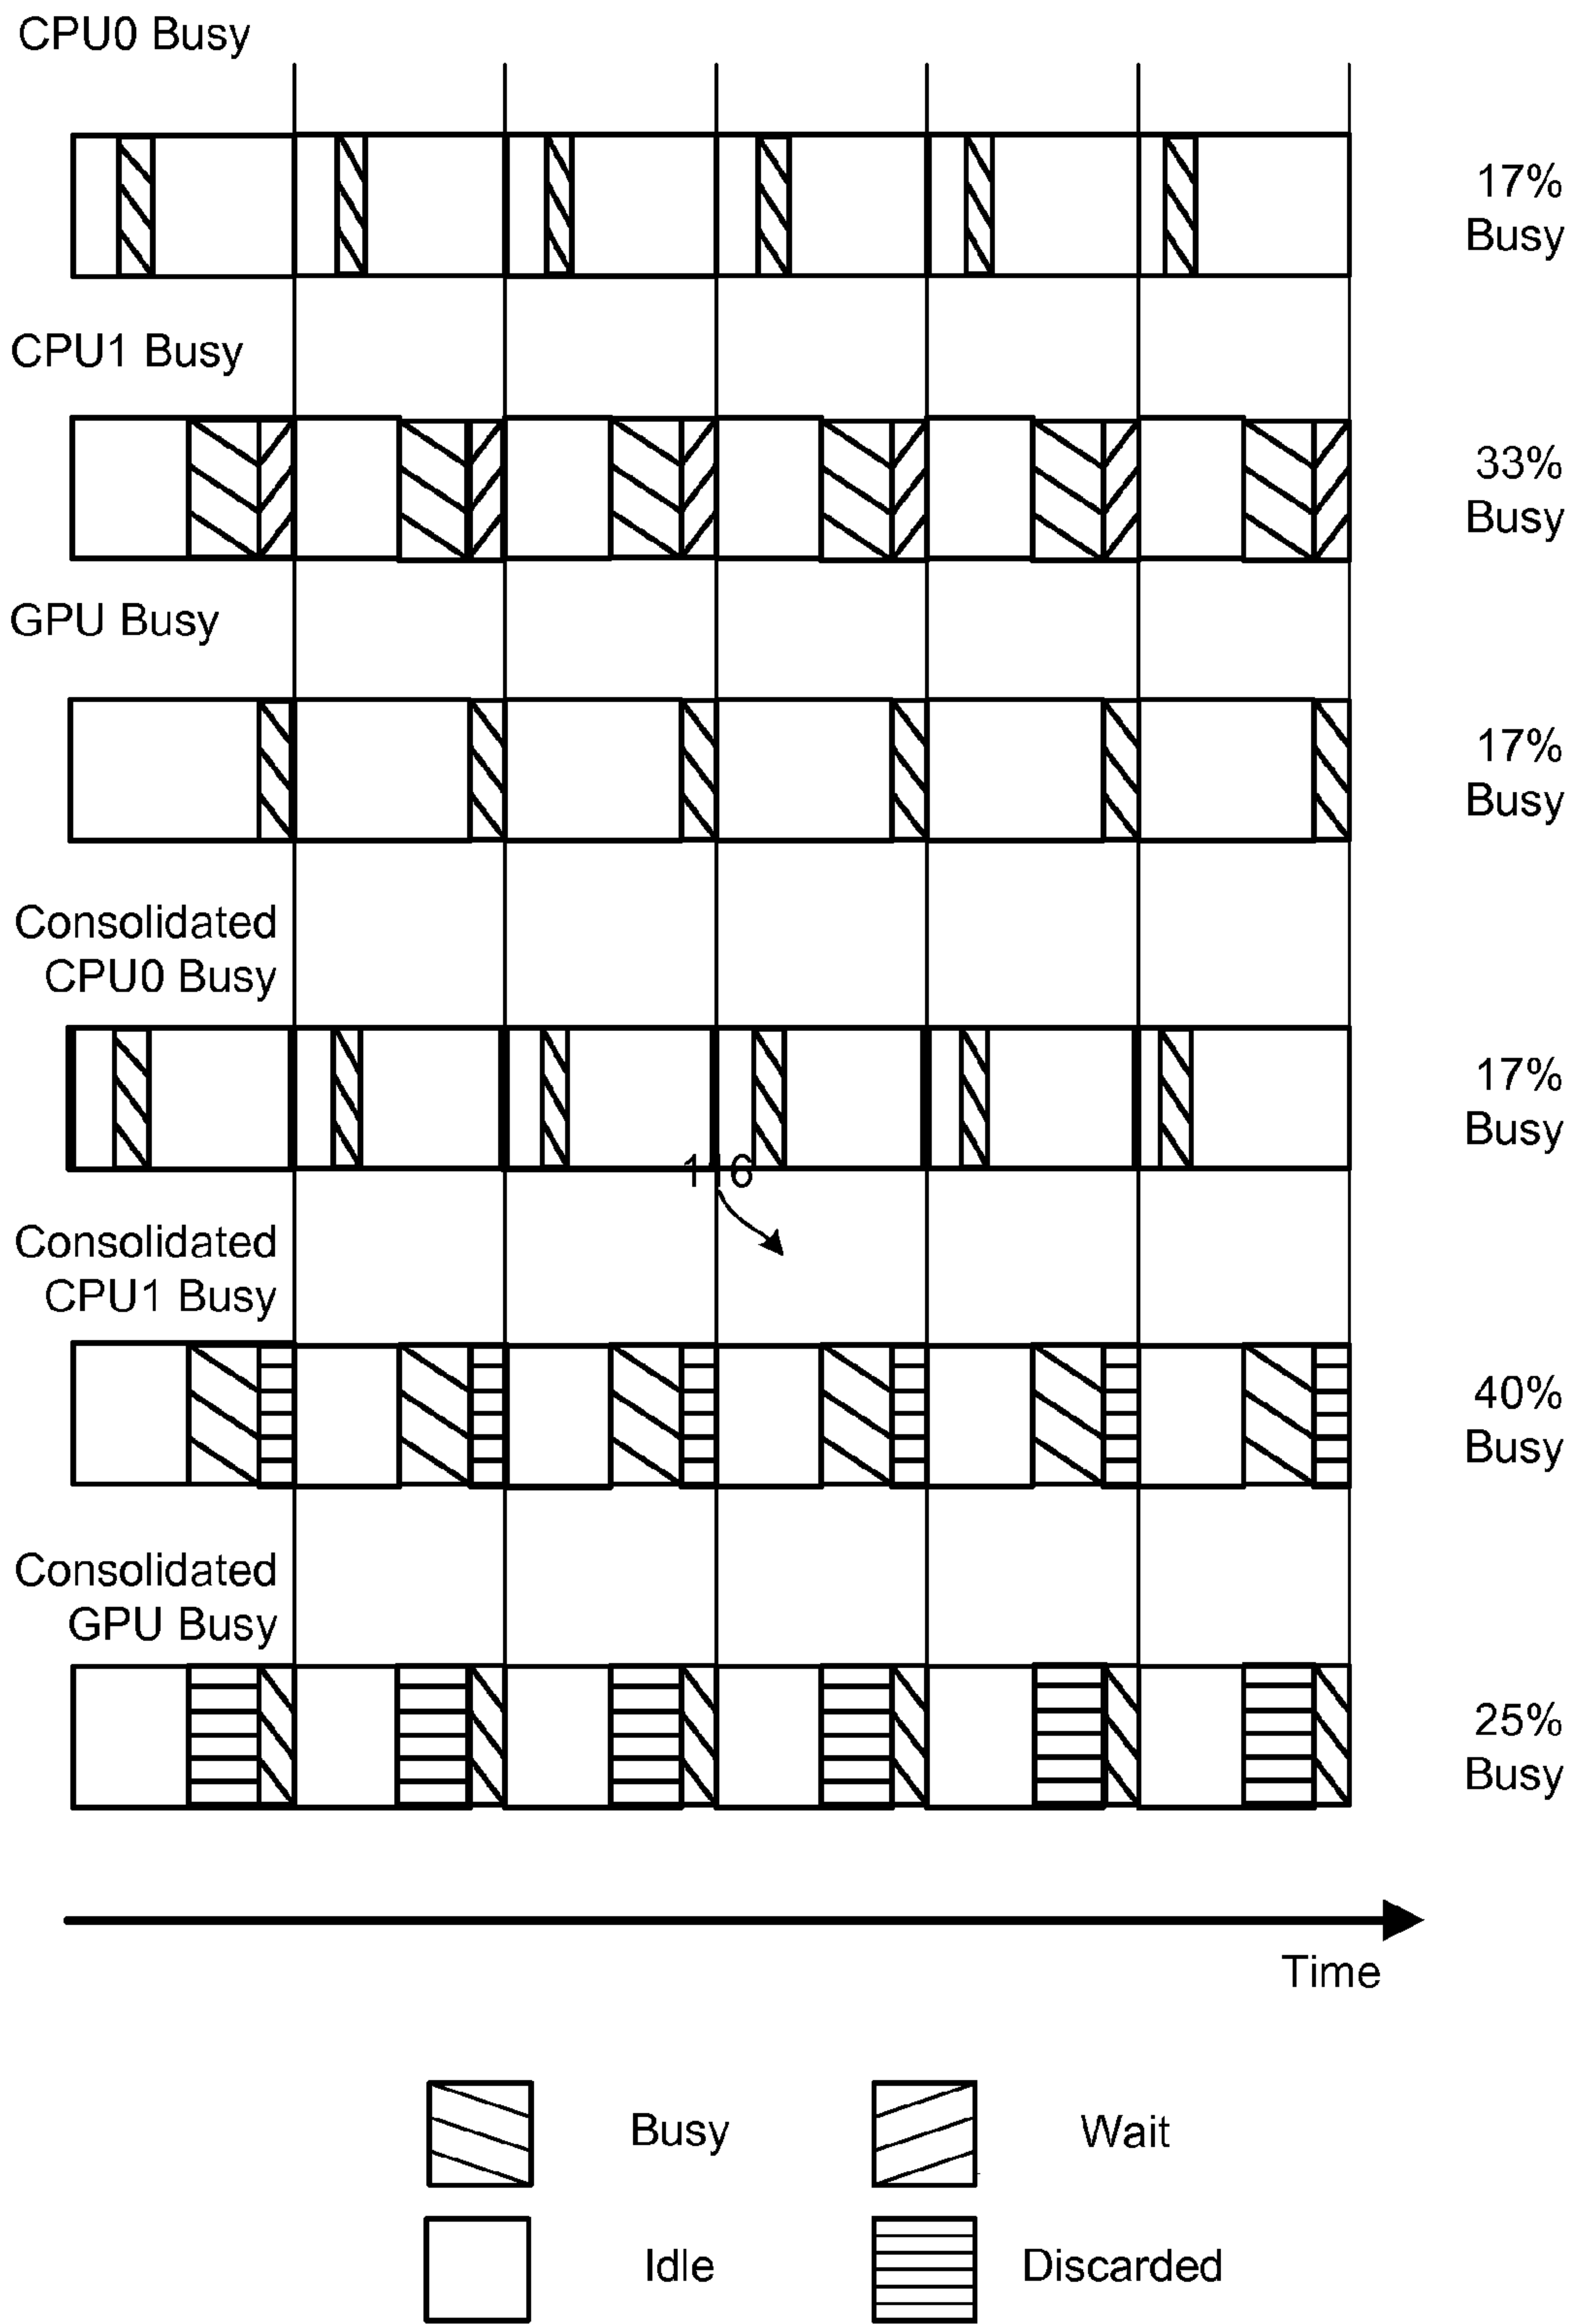 CPU0 Busy
17%
Busy
CPU1 Busy
33%
Busy
GPU Busy
17%
Busy
Consolidated
CPU0 Busy
17%
Busy
116
Consolidated
CPU1 Busy
40%
Busy
Consolidated
GPU Busy
25%
Busy
Time
Busy
Wait
Idle
Discarded